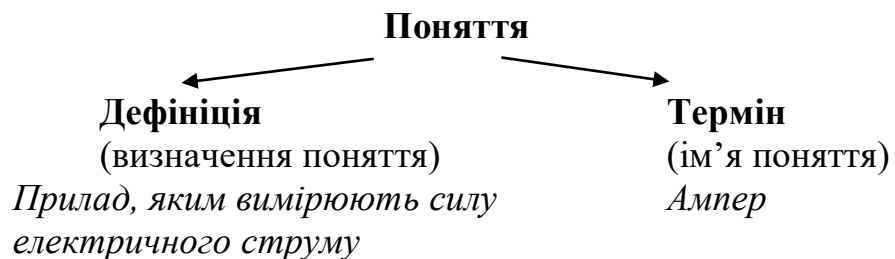 Поняття
Дефініція
(визначення поняття)
Прилад, яким вимірюють силу
електричного струму
Термін
(ім’я поняття)
Ампер